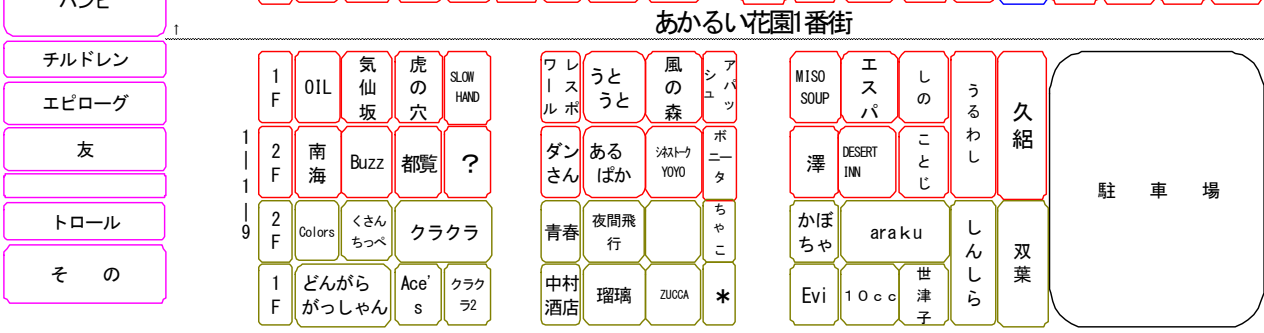 バンビ
↑
あかるい花園1番街
チルドレン
エピローグ
友
トロール
そ の
1|1|9
1F
OIL
気仙坂
虎の穴
SLOW
HAND
2F
南海
Buzz
都覧
?
2F
Colors
くさん
ちっぺ
クラクラ
1F
どんがら
がっしゃん
Ace'
s
クラク
ラ2
レスポ
ワール
うと
うと
風の森
アパッ
シュ
ダン
さん
ある
ぱか
シネストーク
YOYO
ボニータ
青春
夜間飛
行
ちゃこ
中村
酒店
瑠璃
ZUCCA
*
MISO
SOUP
エスパ
しの
うるわし
久絽
澤
DESERT
INN
ことじ
かぼ
ちゃ
araku
しんしら
双葉
Evi
10cc
世津子
駐 車 場